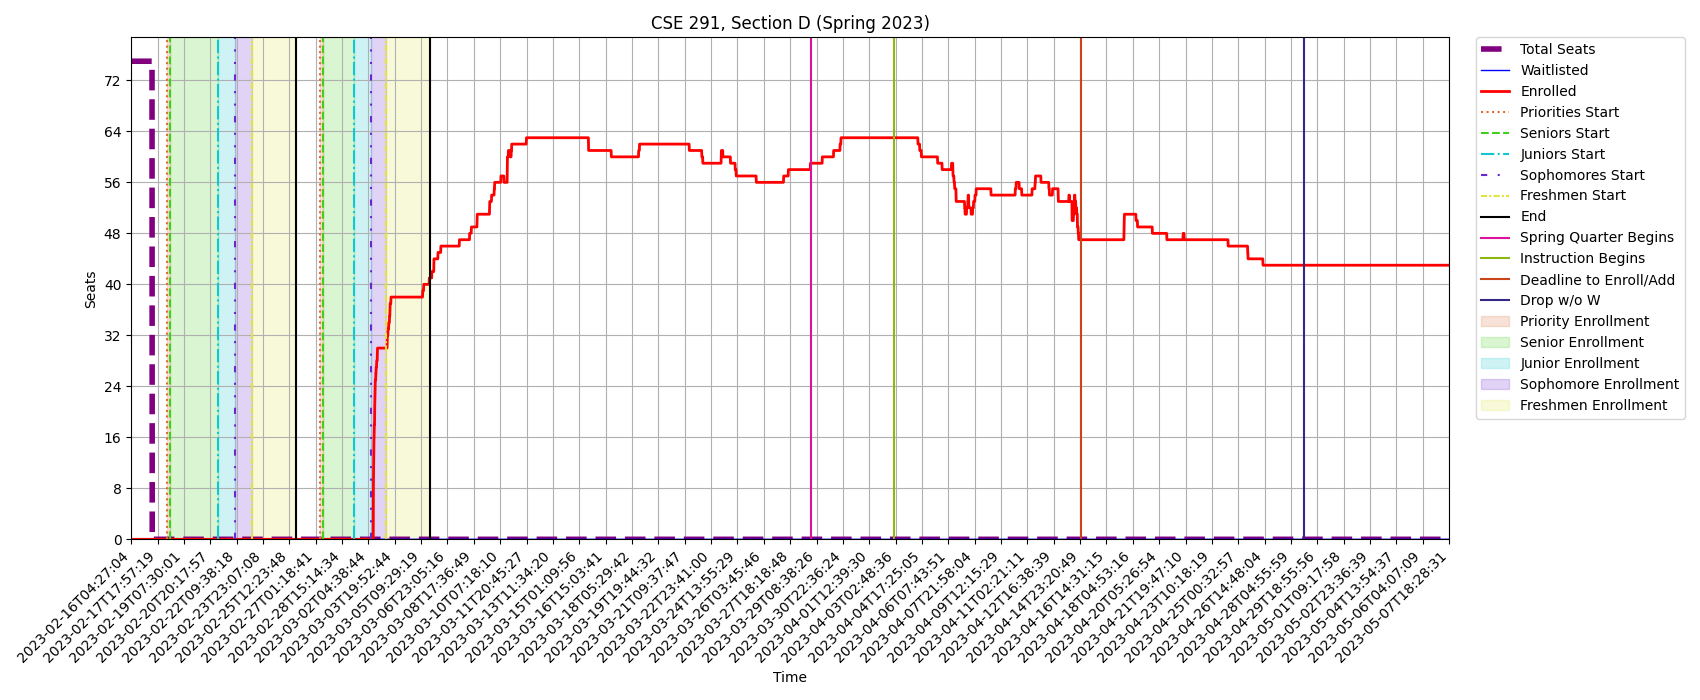 CSE 291, Section D (Spring 2023)
Seats
72
64
56
48
40
32
24
16
8
0
2023-02-16T04:27:04
2023-02-17T17:57:19
2023-02-19T07:30:01
2023-02-20T20:17:57
2023-02-22T09:38:18
2023-02-23T23:07:08
2023-02-25T12:23:48
2023-02-27T01:18:41
2023-02-28T15:14:34
2023-03-02T04:38:44
2023-03-03T19:52:44
2023-03-05T09:29:19
2023-03-06T23:05:16
2023-03-08T10:17:36:49
2023-03-10T07:18:10
2023-03-11T20:45:27
2023-03-13T11:34:20
2023-03-15T01:09:56
2023-03-16T15:03:41
2023-03-18T05:29:42
2023-03-19T19:44:32
2023-03-21T09:37:47
2023-03-22T23:41:00
2023-03-24T13:55:29
2023-03-26T03:45:46
2023-03-27T18:18:48
2023-03-29T08:38:26
2023-03-30T22:36:24
2023-04-01T12:39:30
2023-04-03T02:48:36
2023-04-04T17:25:05
2023-04-06T07:43:51
2023-04-07T21:58:04
2023-04-09T12:15:29
2023-04-11T02:21:11
2023-04-12T16:38:39
2023-04-14T23:20:49
2023-04-16T14:31:15
2023-04-18T04:53:16
2023-04-20T05:26:54
2023-04-21T19:47:10
2023-04-23T10:18:19
2023-04-25T00:32:57
2023-04-26T14:48:04
2023-04-28T04:55:59
2023-04-29T18:55:56
2023-05-01T09:17:58
2023-05-02T23:36:39
2023-05-04T13:54:37
2023-05-06T04:07:09
2023-05-07T18:28:31
Time
Total Seats
Waitlisted
Enrolled
Priorities Start
Seniors Start
Juniors Start
Sophomores Start
Freshmen Start
End
Spring Quarter Begins
Instruction Begins
Deadline to Enroll/Add
Drop w/o W
Priority Enrollment
Senior Enrollment
Junior Enrollment
Sophomore Enrollment
Freshmen Enrollment